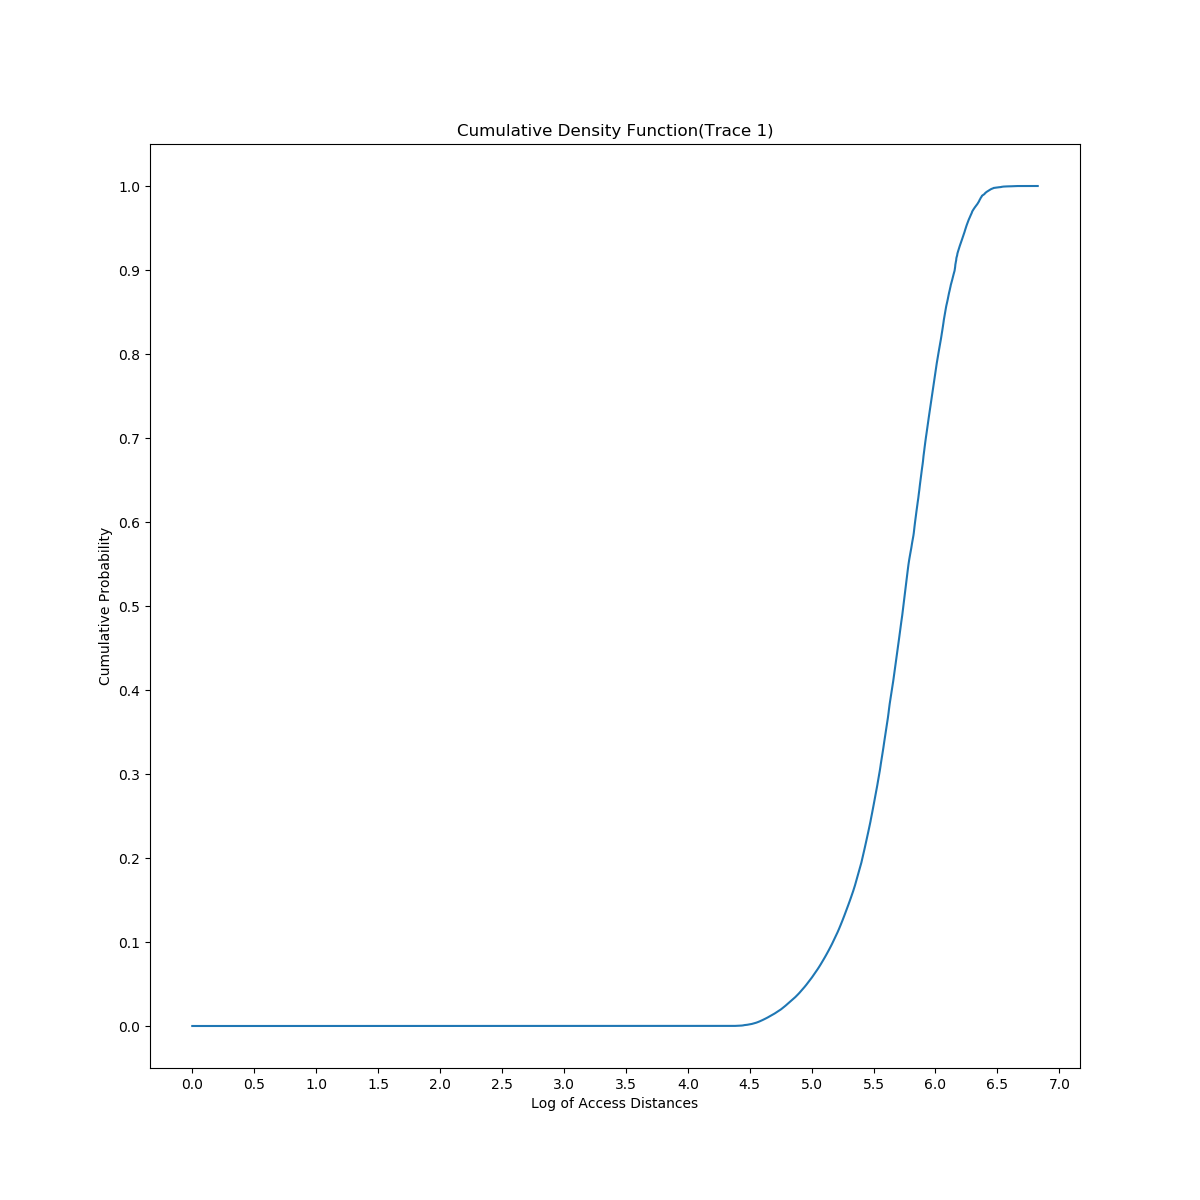 Cumulative Density Function(Trace 1)
1.0
0.9
0.8
0.7
0.6
0.5
0.4
0.3
0.2
0.1
0.0
Cumulative Probability
0.0 0.5 1.0 1.5 2.0 2.5 3.0 3.5 4.0 4.5 5.0 5.5 6.0 6.5 7.0
Log of Access Distances